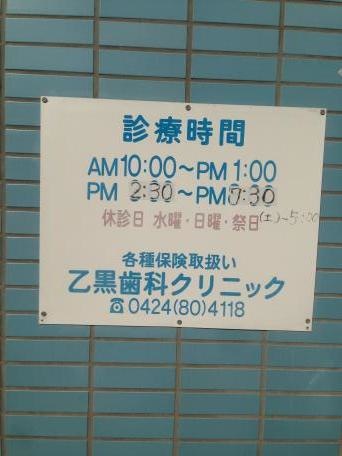 診療時間
AM10:00～PM1:00
PM 2:30～PM7:30
(土)～5:00
休診日 水曜・日曜・祭日
各種保険取扱い
乙黒歯科クリニック
☎0424(80)4118